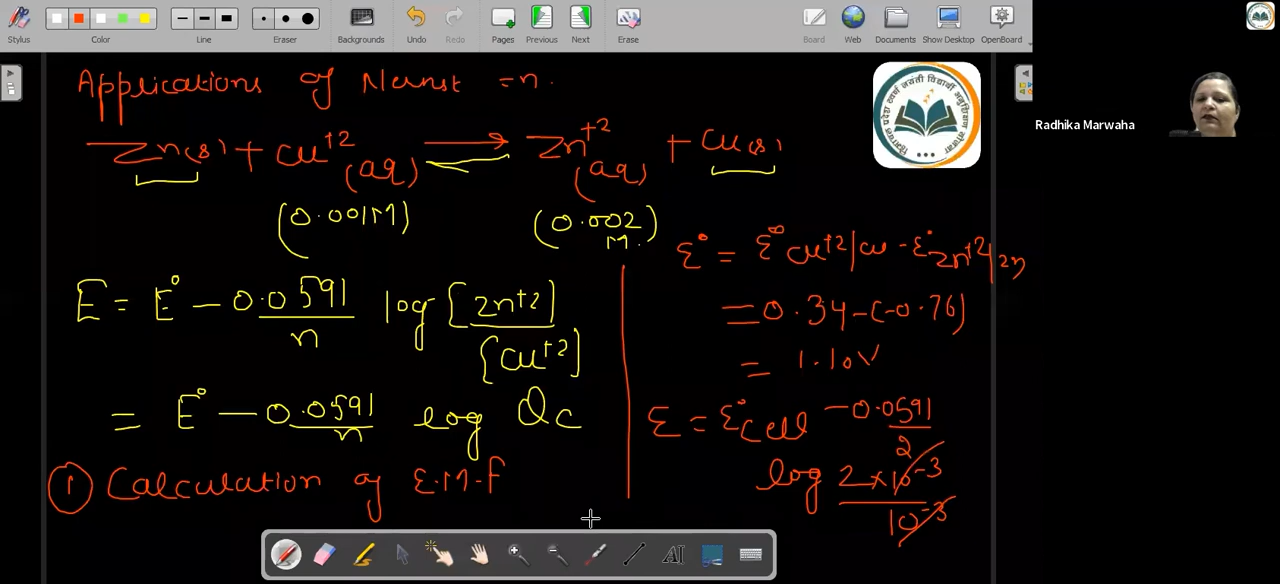 Stylus
Color
Line
Eraser
Backgrounds
Undo
Redo
Pages
Previous
Next
Erase
Board
Web
Documents
Show Desktop
OpenBoard
Radhika Marwaha
Applications of Nernst =n.
Zn(s) + Cu+2 (aq) ⟶ Zn+2 (aq) + Cu(s)
(0.001M) (0.002 M.)
E = E° - 0.0591/n log [Zn+2]/[Cu+2]
= E° - 0.0591/n log Qc
① Calculation of E.M.f
E° = E° Cu+2/Cu - E° Zn+2/Zn
= 0.34-(-0.76)
= 1.10V
E = E°cell - 0.0591/2
log 2×10-3/10-3
AI